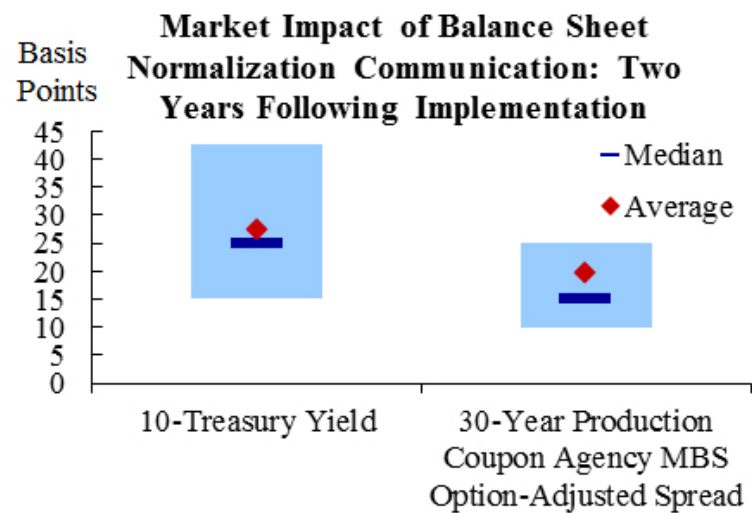 Market Impact of Balance Sheet
Normalization Communication: Two
Years Following Implementation
Basis
Points
45
40
35
30
25
20
15
10
5
0
Median
Average
10-Treasury Yield
30-Year Production
Coupon Agency MBS
Option-Adjusted Spread